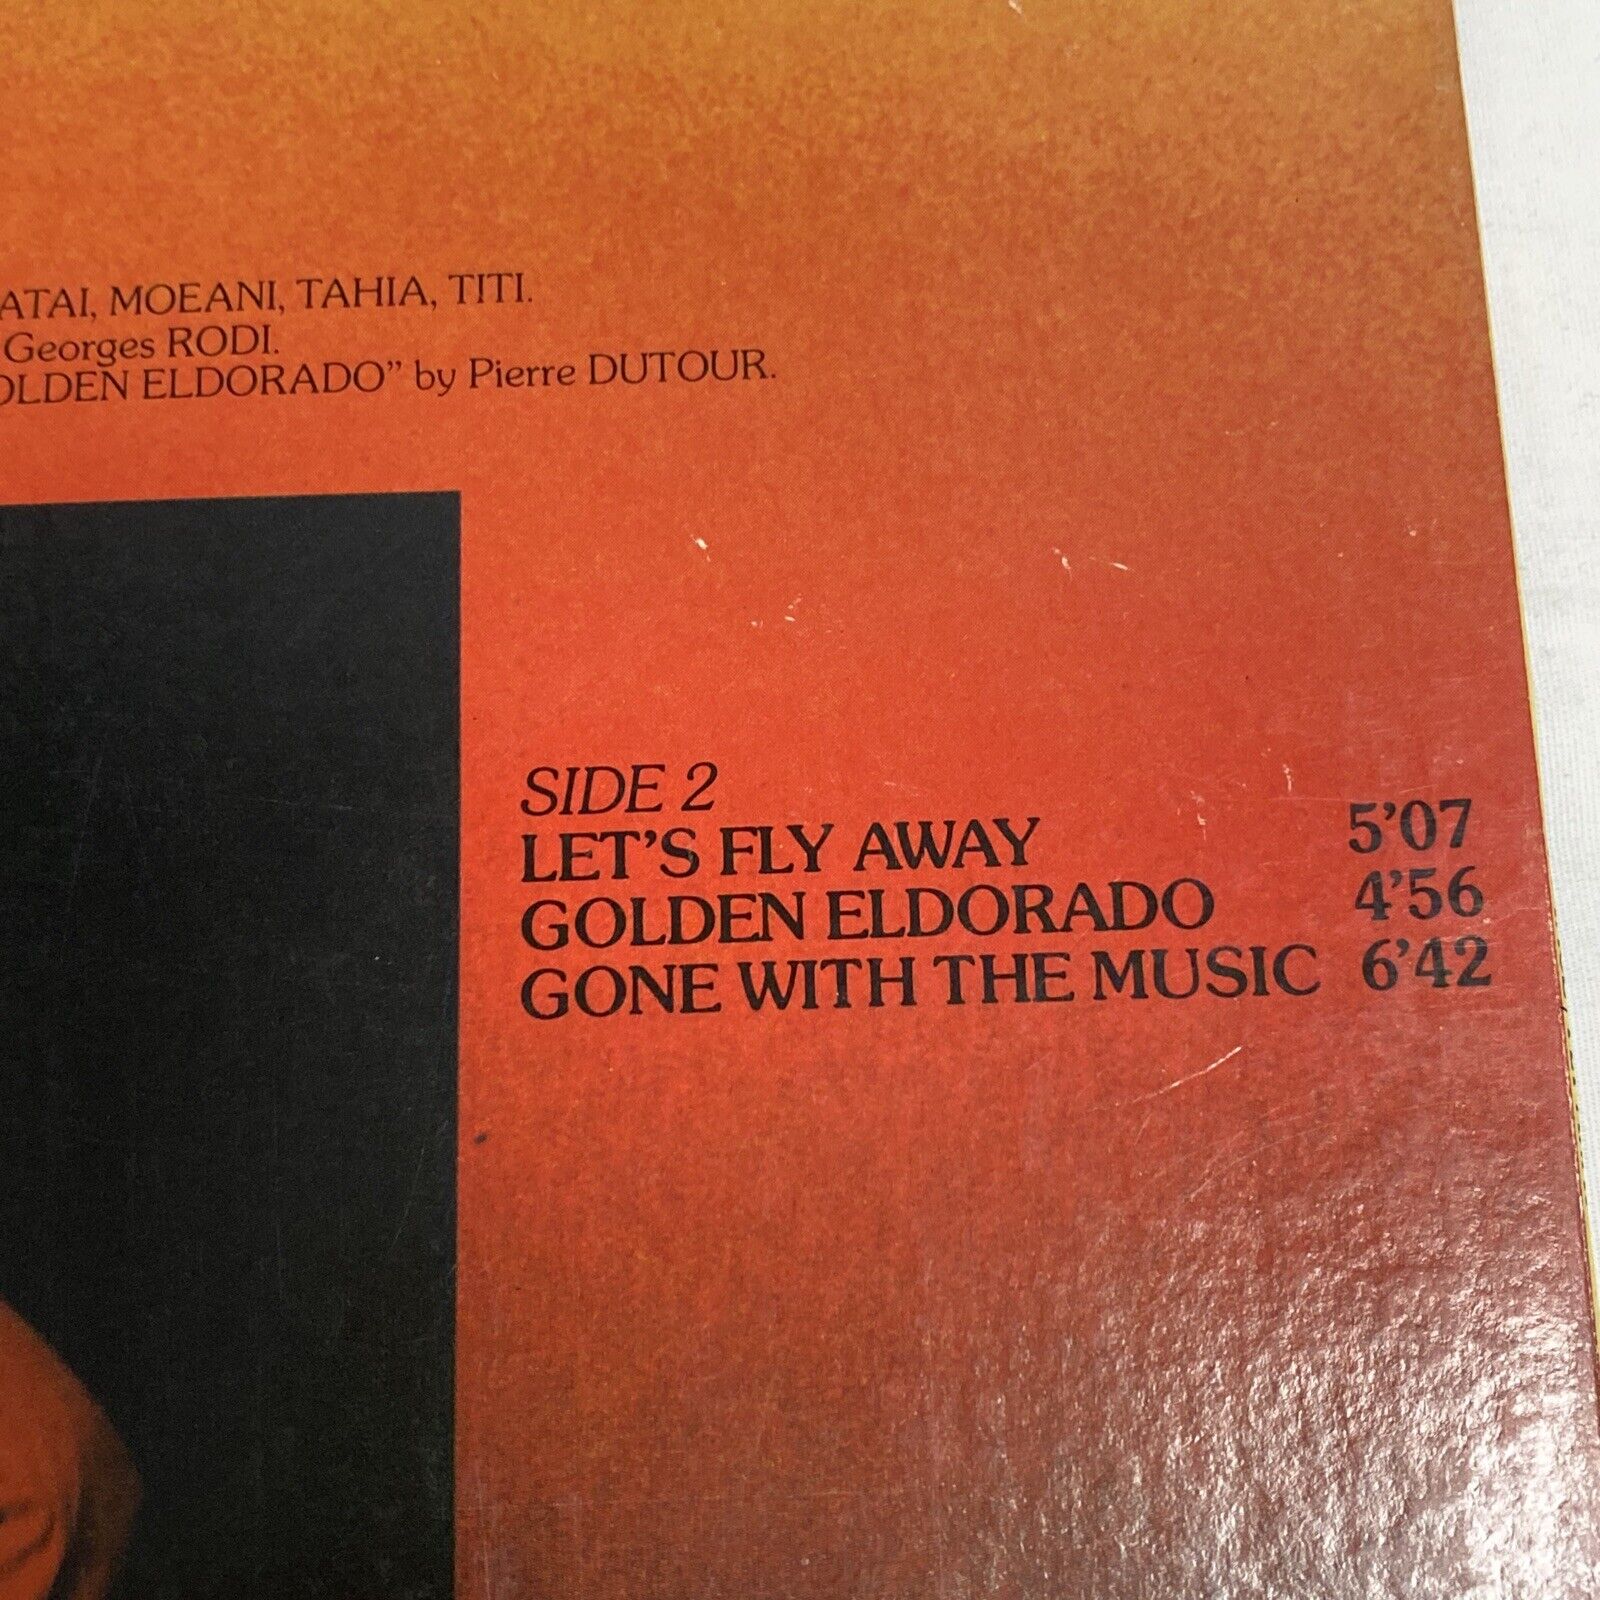 ATAI, MOEANI, TAHIA, TITI.
Georges RODI.
OLDEN ELDORADO” by Pierre DUTOUR.
SIDE 2
LET'S FLY AWAY 5'07
GOLDEN ELDORADO 4'56
GONE WITH THE MUSIC 6'42